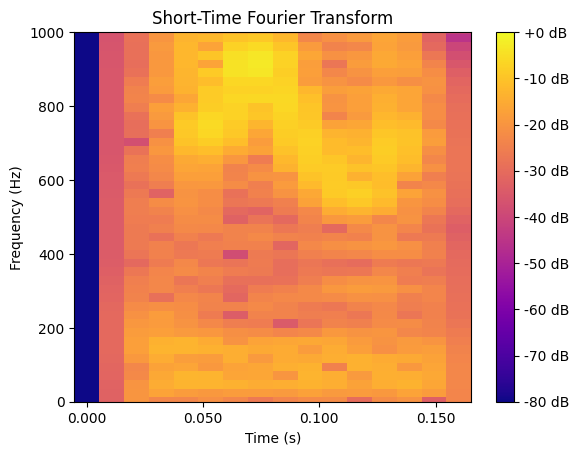 Short-Time Fourier Transform
1000
800
600
400
200
0
Frequency (Hz)
0.000
0.050
0.100
0.150
Time (s)
+0 dB
-10 dB
-20 dB
-30 dB
-40 dB
-50 dB
-60 dB
-70 dB
-80 dB